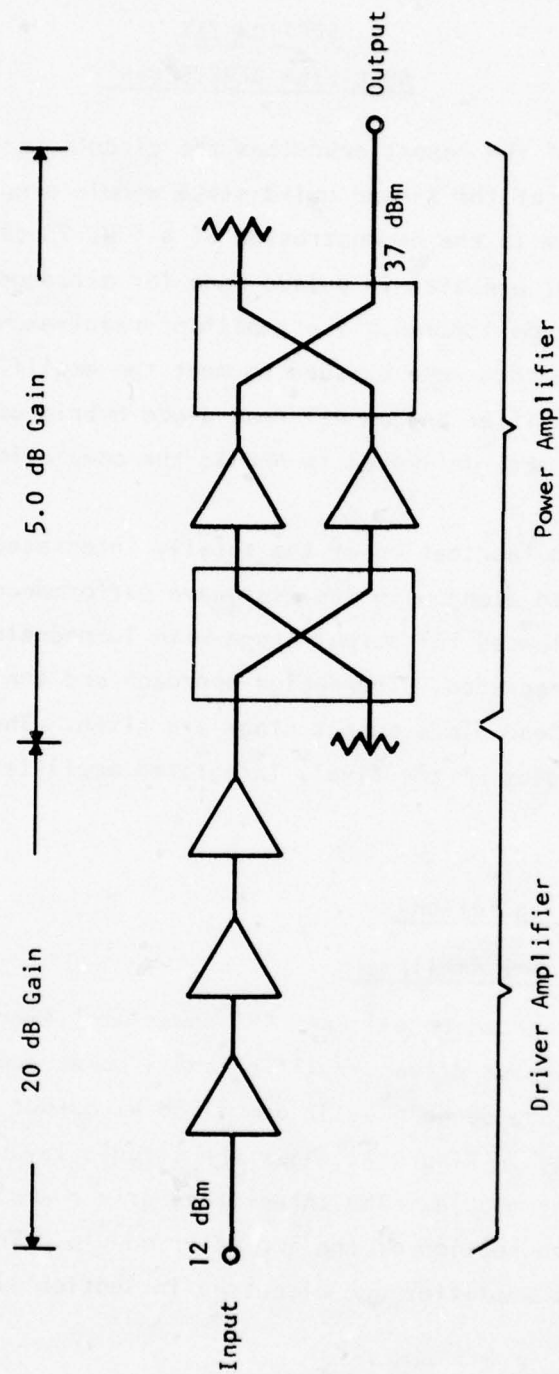 20 dB Gain
5.0 dB Gain
Input
12 dBm
37 dBm
Output
Driver Amplifier
Power Amplifier